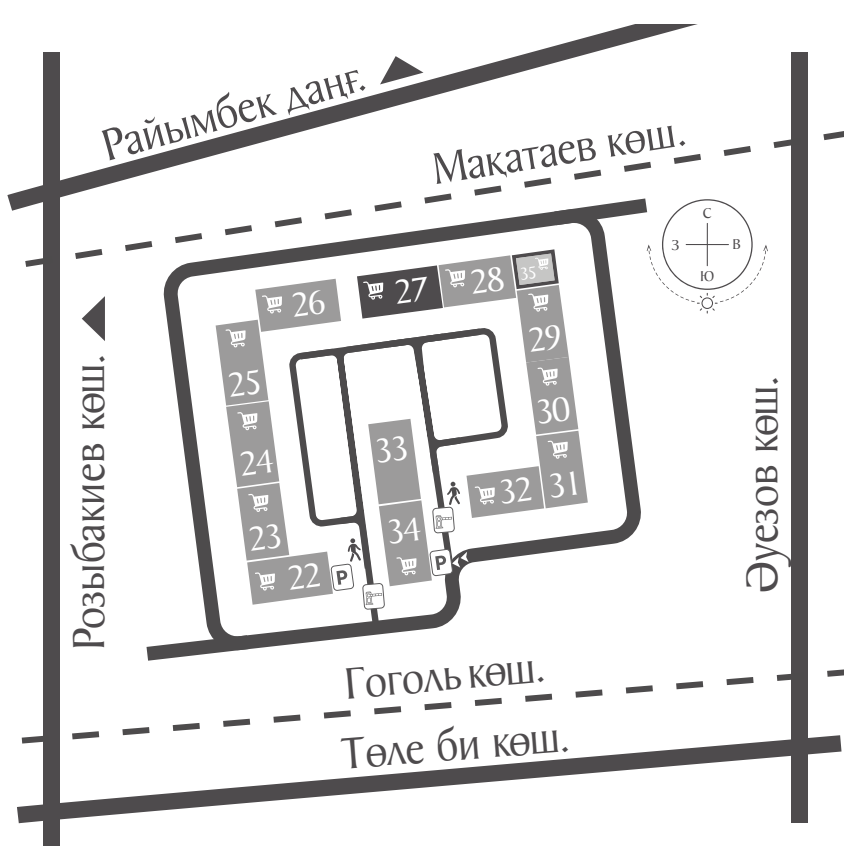 Райымбек даңғ.
Мақатаев көш.
С
З
В
Ю
26
27
28
35
25
29
24
30
33
23
34
32
31
22
P
P
Розыбакиев көш.
Әуезов көш.
Гоголь көш.
Төле би көш.